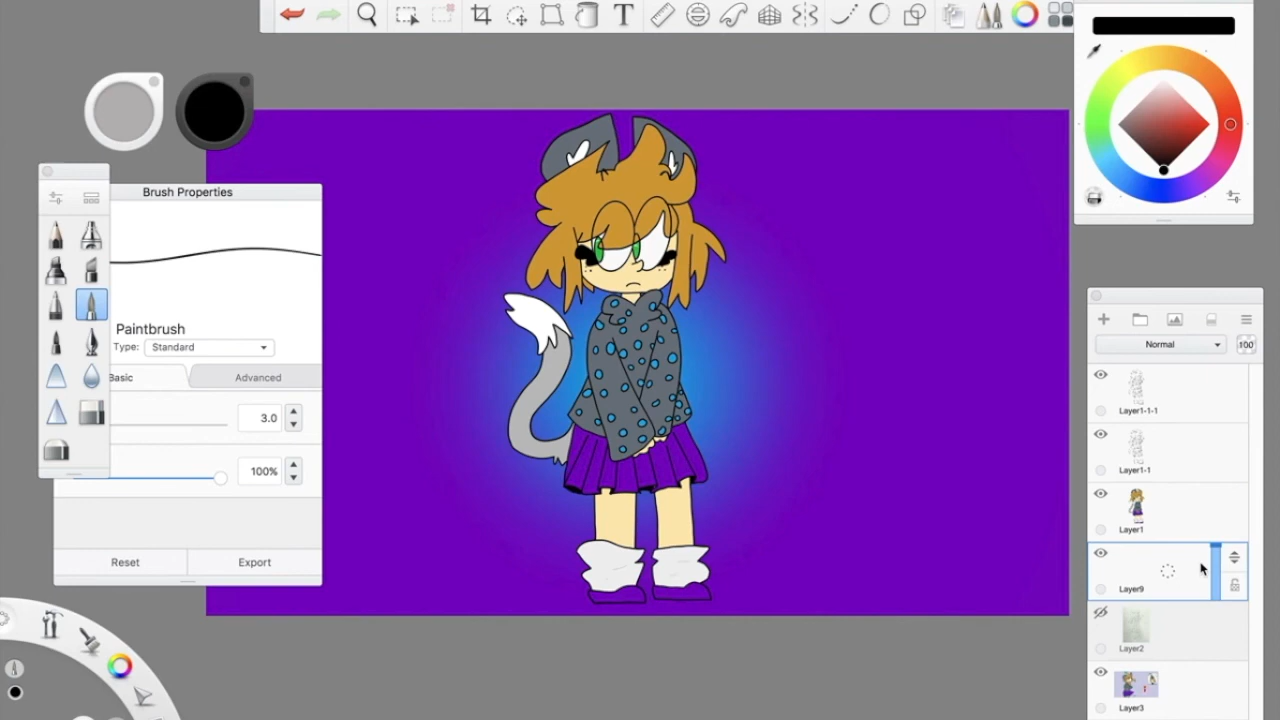 T
Brush Properties
Paintbrush
Type: Standard
Basic
Advanced
3.0
100%
Reset
Export
Normal
100
Layer1-1-1
Layer1-1
Layer1
Layer9
Layer2
Layer3